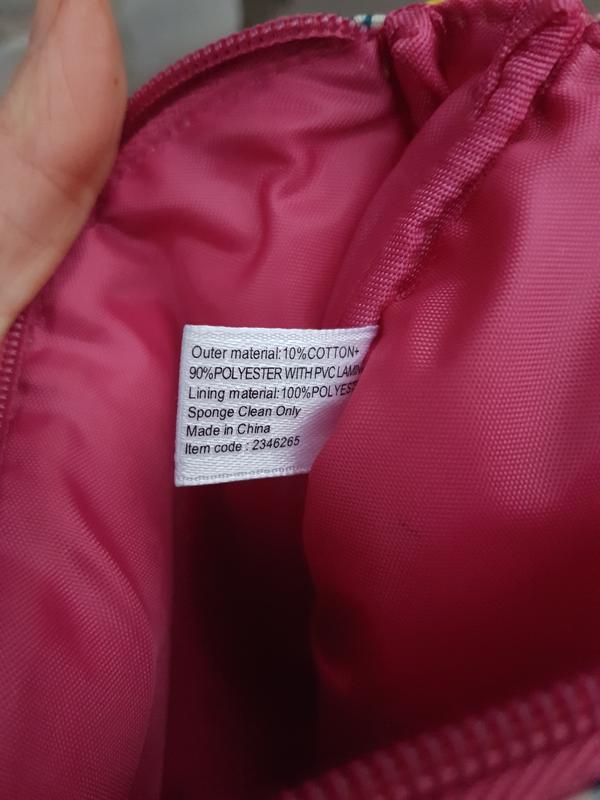 Outer material:10%COTTON+
90%POLYESTER WITH PVC
Lining material:100%
Sponge Clean Only
Made in China
Item code : 2346265